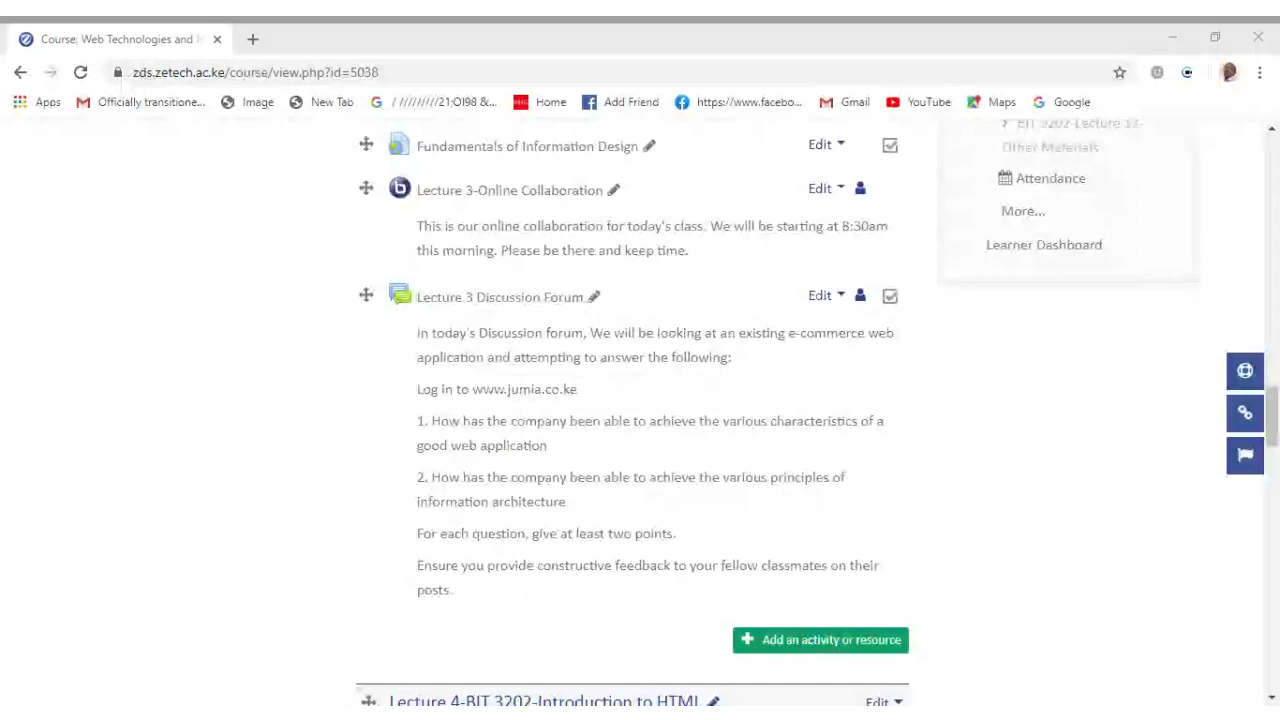 Course: Web Technologies and I
zds.zetech.ac.ke/course/view.php?id=5038
Apps Officially transitione... Image New Tab / /////////21;OI98 &... Home Add Friend https://www.facebo... Gmail YouTube Maps Google
BIT 3202-Lecture 13-
Other Materials
Fundamentals of Information Design Edit
Attendance
Lecture 3-Online Collaboration Edit
More...
This is our online collaboration for today's class. We will be starting at 8:30am
this morning. Please be there and keep time.
Learner Dashboard
Lecture 3 Discussion Forum Edit
In today's Discussion forum, We will be looking at an existing e-commerce web
application and attempting to answer the following:
Log in to www.jumia.co.ke
1. How has the company been able to achieve the various characteristics of a
good web application
2. How has the company been able to achieve the various principles of
information architecture
For each question, give at least two points.
Ensure you provide constructive feedback to your fellow classmates on their
posts.
Add an activity or resource
Lecture 4-BIT 3202-Introduction to HTML Edit